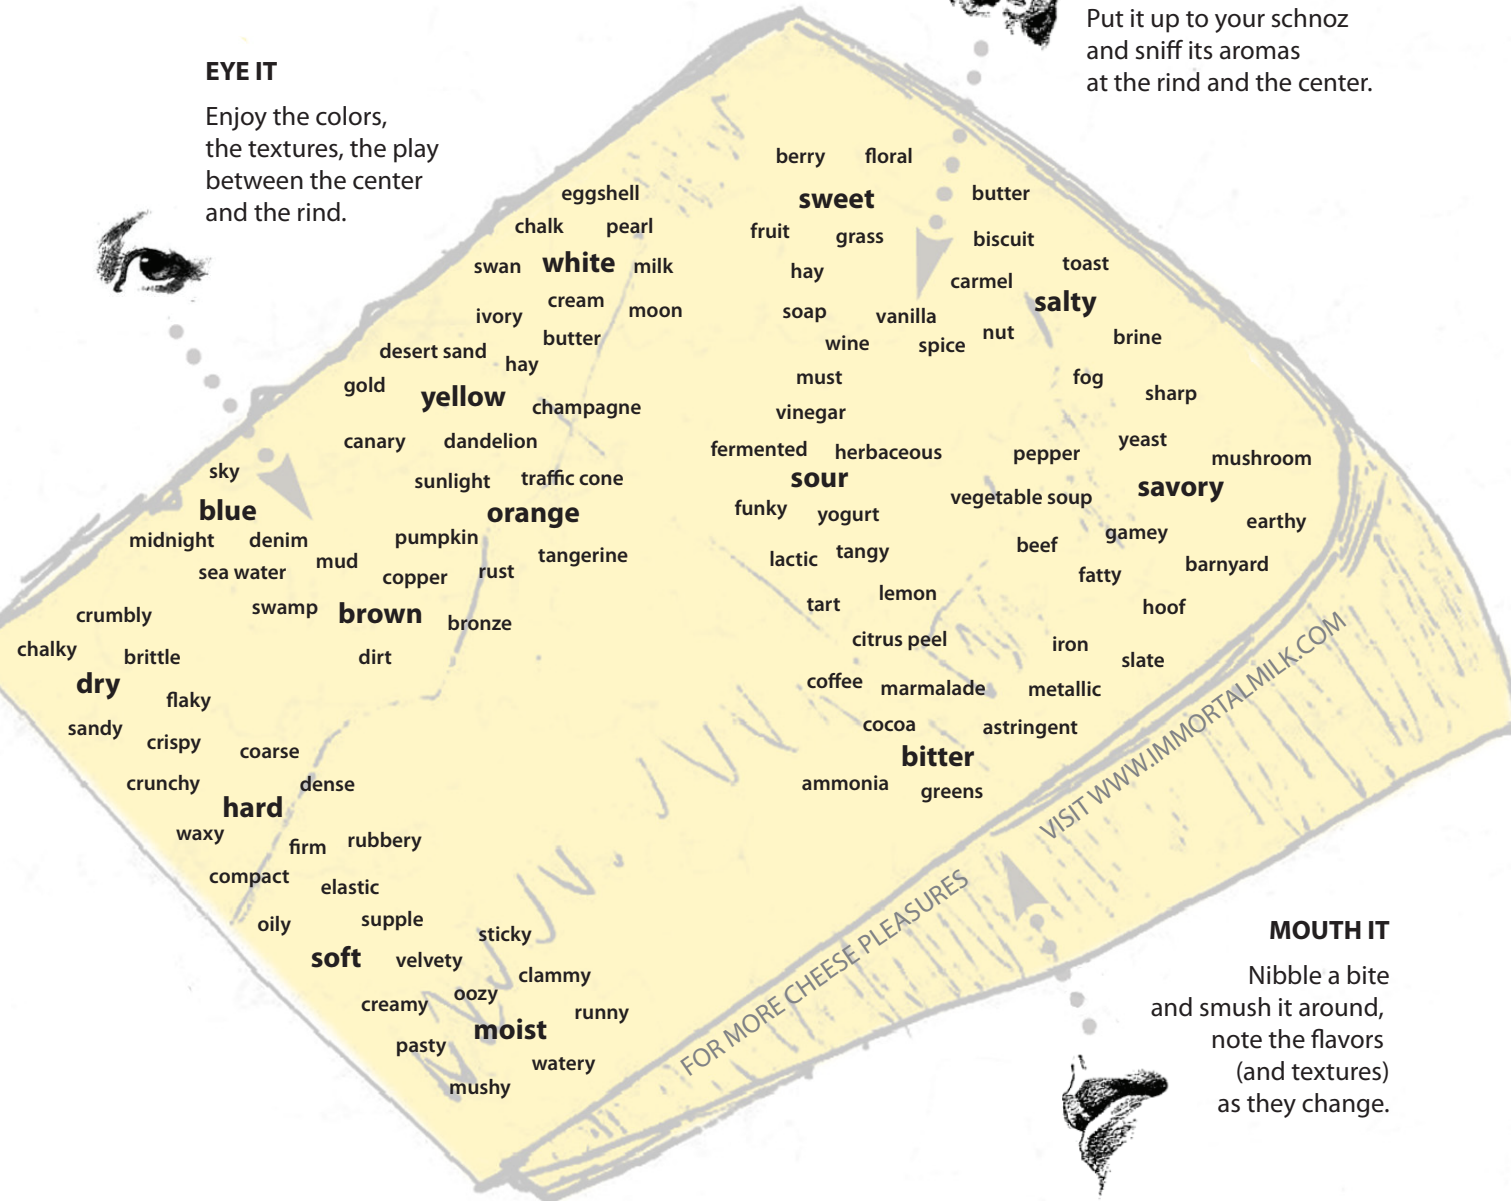 Put it up to your schnoz
and sniff its aromas
at the rind and the center.
EYE IT
Enjoy the colors,
the textures, the play
between the center
and the rind.
eggshell
chalk pearl
swan white milk
cream
ivory moon
butter
desert sand
hay
gold
yellow champagne
canary dandelion
sunlight traffic cone
orange
pumpkin
tangerine
copper rust
sky
blue
midnight denim
mud
sea water
swamp brown bronze
dirt
crumbly
chalky brittle
dry
flaky
sandy
crispy
coarse
crunchy dense
hard
waxy
firm rubbery
compact
elastic
oily supple
sticky
soft velvety
clammy
creamy oozy
runny
moist
pasty
watery
mushy
berry floral
sweet butter
fruit grass biscuit
toast
hay carmel
salty
soap vanilla
wine spice nut brine
must fog
sharp
vinegar
fermented herbaceous
sour
funky yogurt
lactic tangy
tart lemon
citrus peel
yeast
pepper mushroom
vegetable soup savory
gamey earthy
beef
fatty barnyard
hoof
iron
slate
coffee marmalade metallic
cocoa astringent
bitter
ammonia greens
FOR MORE CHEESE PLEASURES VISIT WWW.IMMORTALMILK.COM
MOUTH IT
Nibble a bite
and smush it around,
note the flavors
(and textures)
as they change.